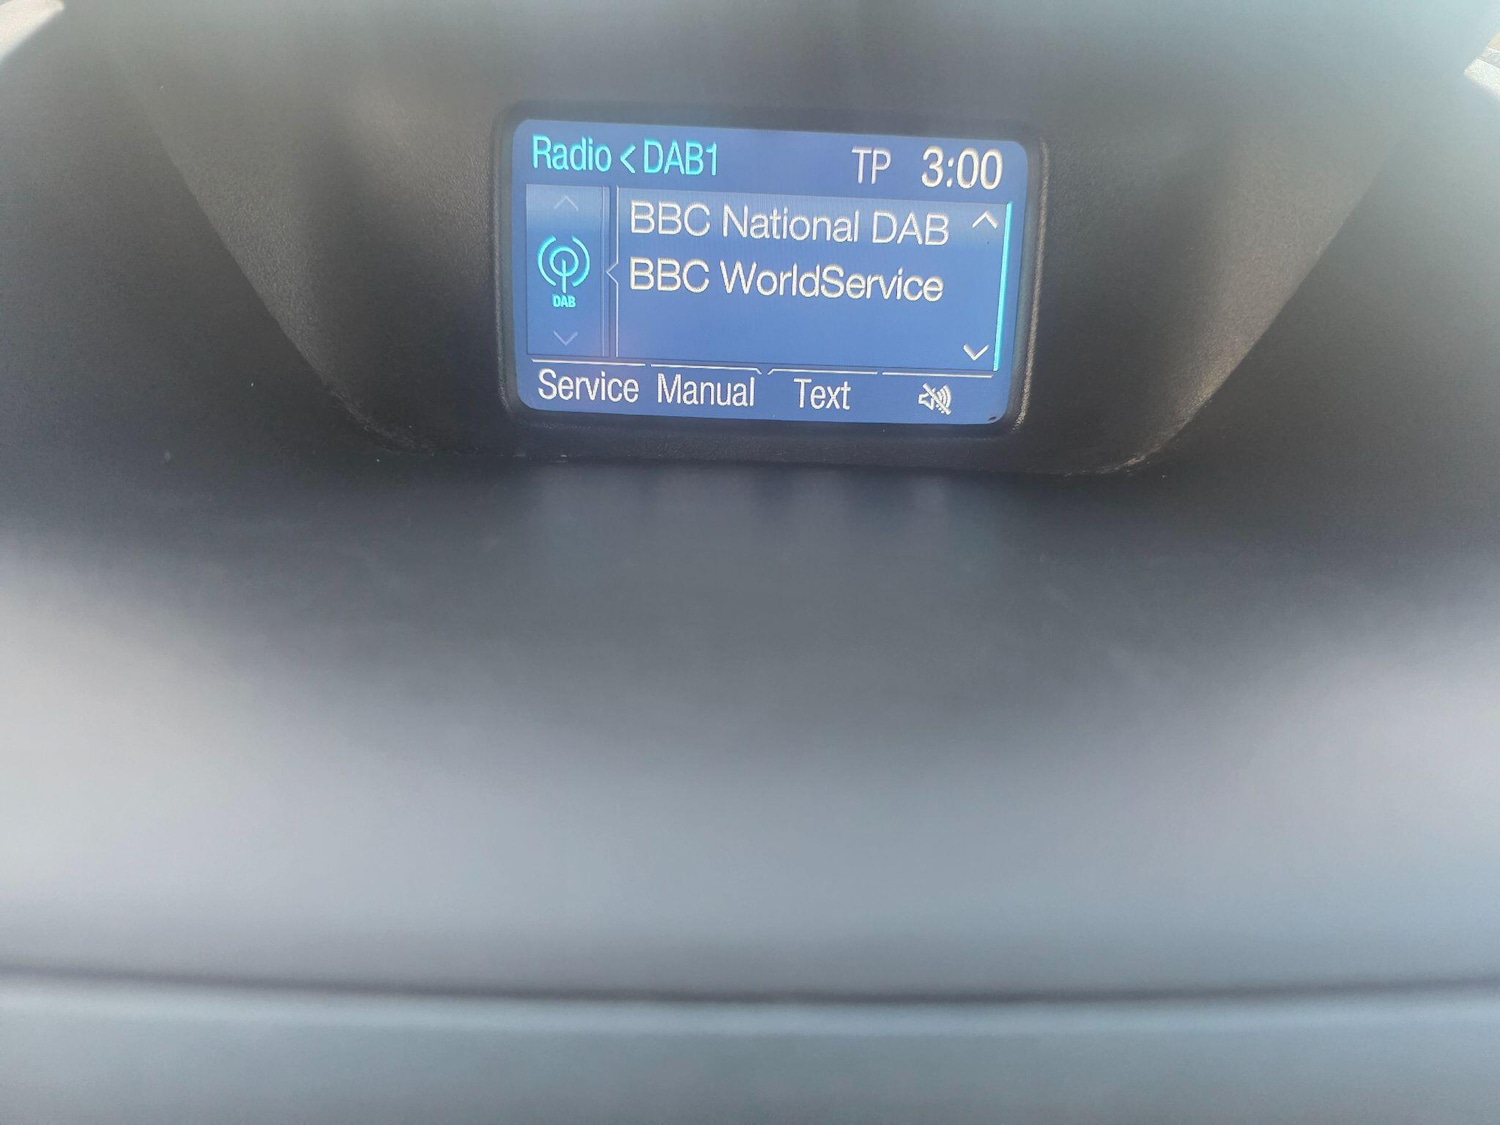 Radio < DAB1 TP 3:00
BBC National DAB
BBC WorldService
DAB
Service Manual Text